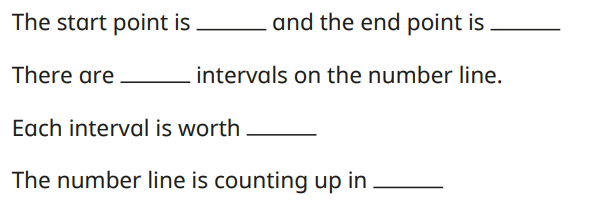 The start point is ______ and the end point is ______
There are ______ intervals on the number line.
Each interval is worth ______
The number line is counting up in ______